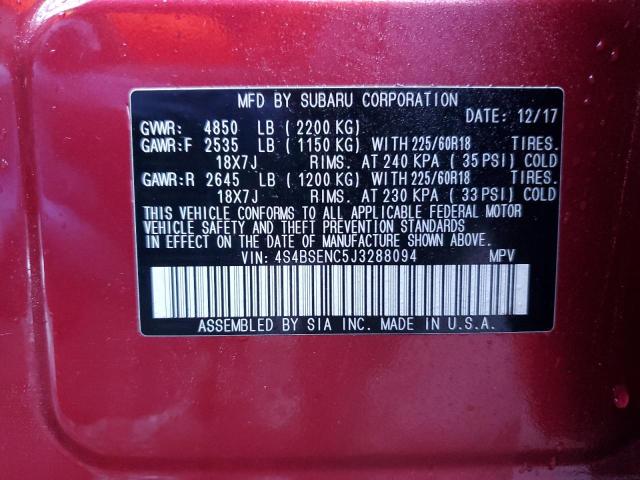 MFD BY SUBARU CORPORATION
DATE: 12/17
GVWR: 4850 LB (2200 KG)
GAWR:F 2535 LB (1150 KG) WITH 225/60R18 TIRES.
18X7J RIMS. AT 240 KPA (35 PSI) COLD
GAWR:R 2645 LB (1200 KG) WITH 225/60R18 TIRES.
18X7J RIMS. AT 230 KPA (33 PSI) COLD
THIS VEHICLE CONFORMS TO ALL APPLICABLE FEDERAL MOTOR
VEHICLE SAFETY AND THEFT PREVENTION STANDARDS
IN EFFECT ON THE DATE OF MANUFACTURE SHOWN ABOVE.
VIN: 4S4BSENC5J3288094 MPV
ASSEMBLED BY SIA INC. MADE IN U.S.A.